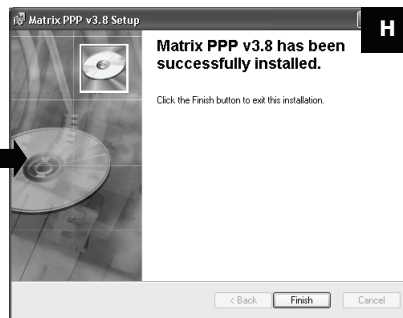 Matrix PPP v3.8 Setup
H
Matrix PPP v3.8 has been
successfully installed.
Click the Finish button to exit this installation.
< Back
Finish
Cancel